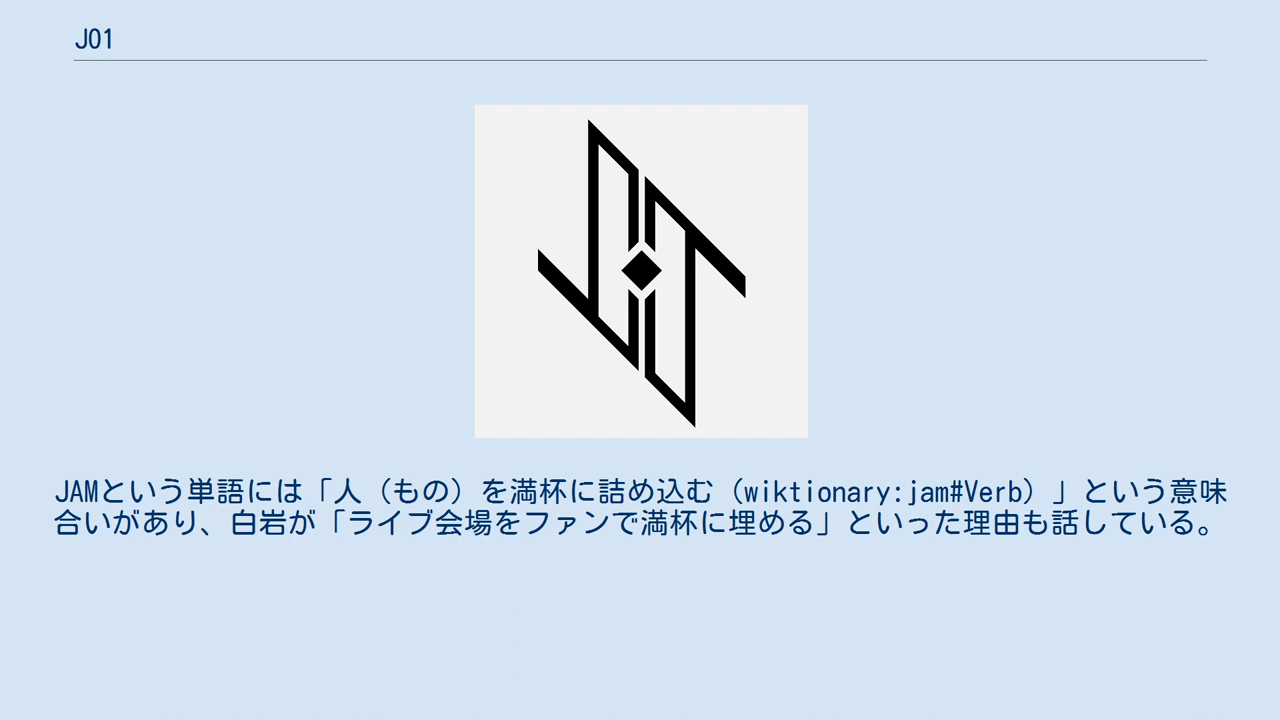 JO1
JAMという単語には「人（もの）を満杯に詰め込む（wiktionary:jam#Verb）」という意味
合いがあり、白岩が「ライブ会場をファンで満杯に埋める」といった理由も話している。